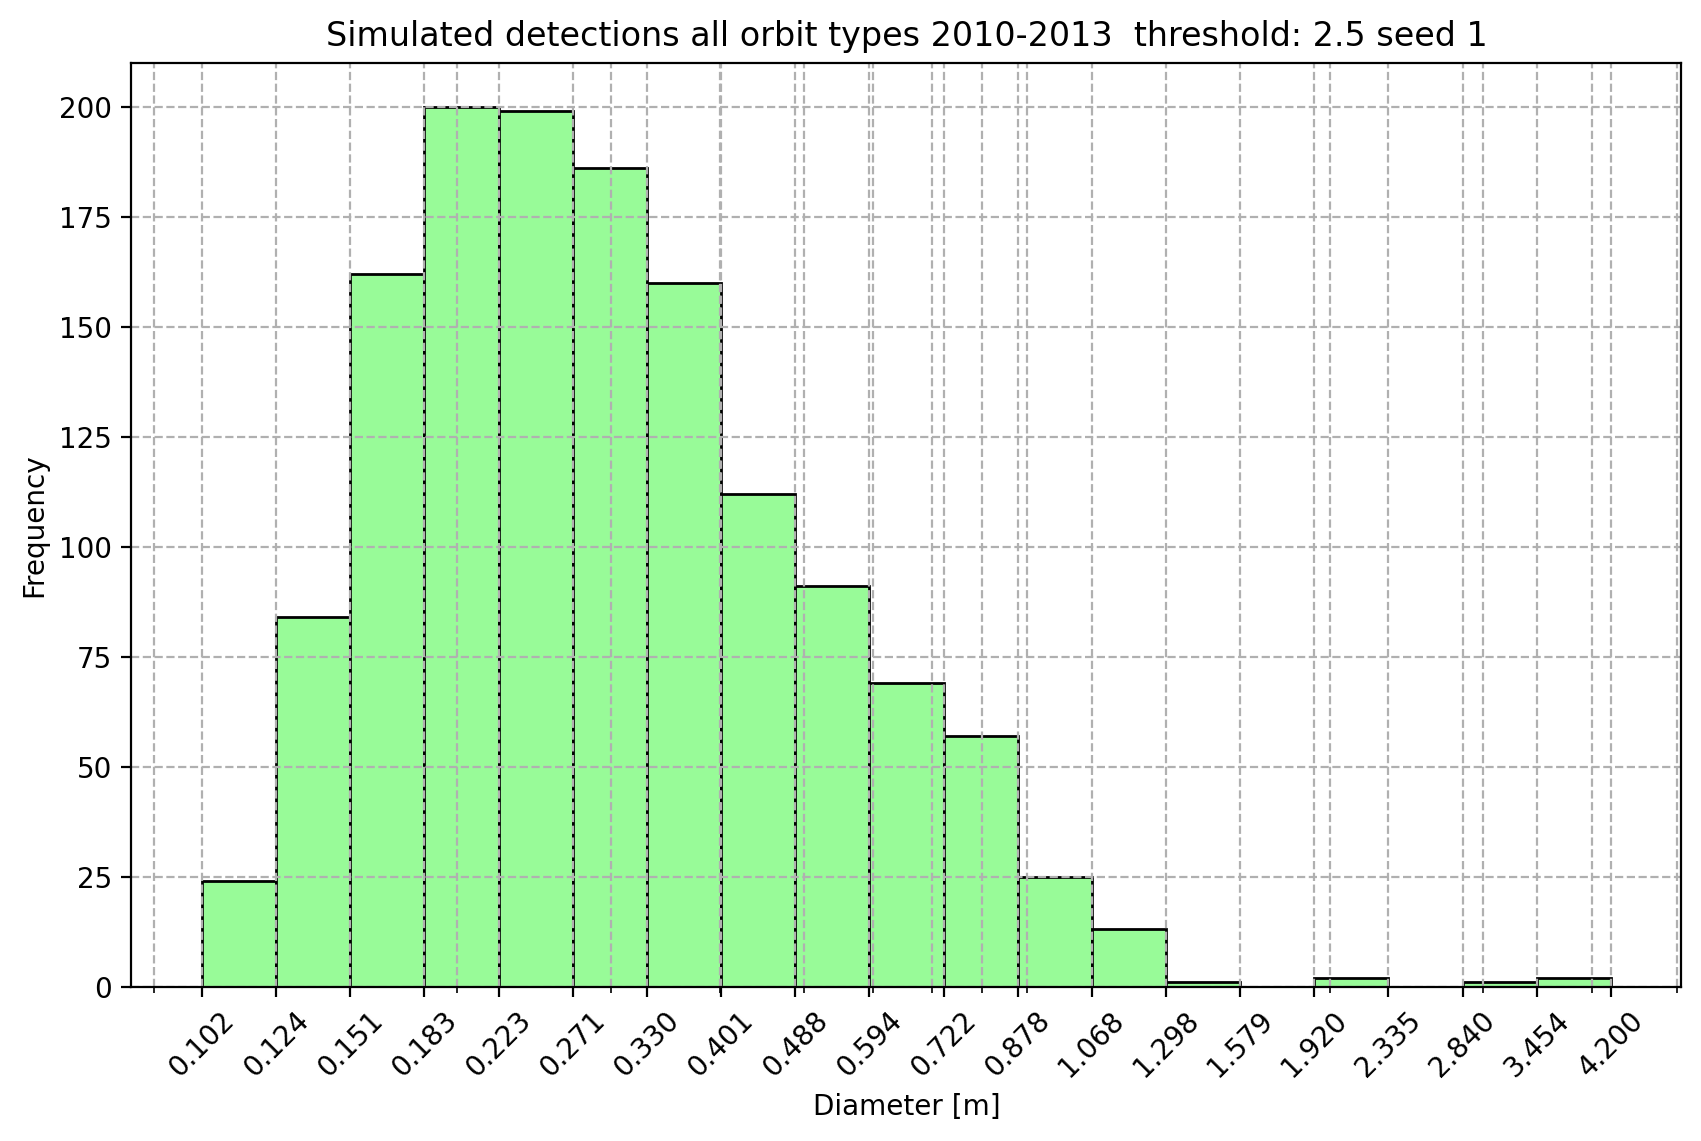 Simulated detections all orbit types 2010-2013  threshold: 2.5 seed 1
Frequency
200
175
150
125
100
75
50
25
0
0.102 0.124 0.151 0.183 0.223 0.271 0.330 0.401 0.488 0.594 0.722 0.878 1.068 1.298 1.579 1.920 2.335 2.840 3.454 4.200
Diameter [m]